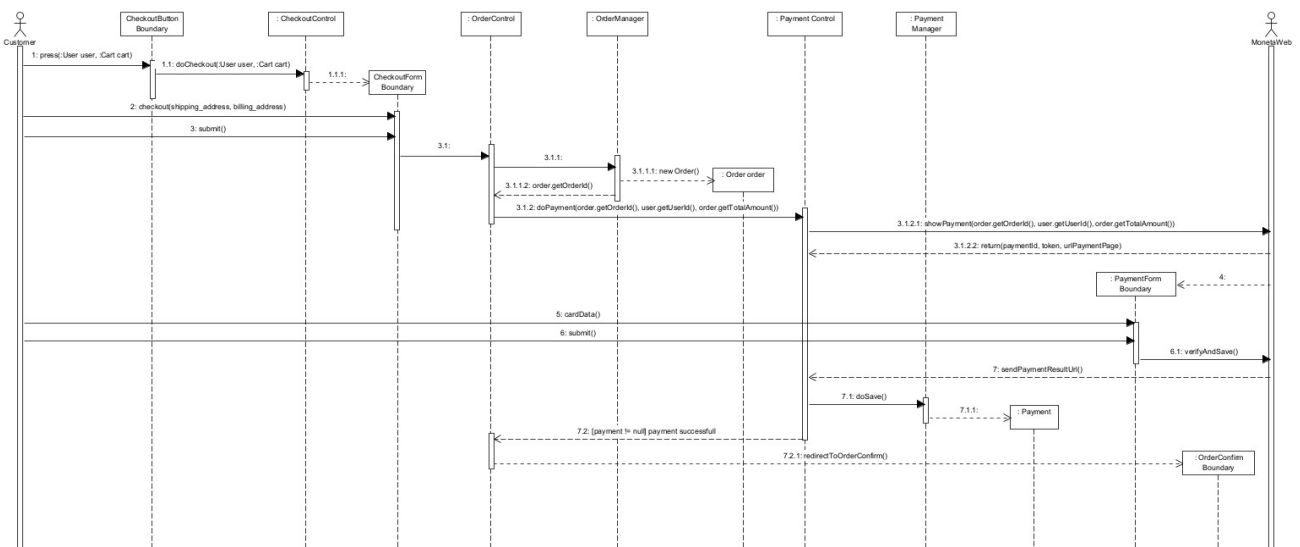 CheckoutButton
Boundary
: CheckoutControl
: OrderControl
: OrderManager
: Payment Control
: Payment
Manager
Customer
MonetaWeb
1: press(:User user, :Cart cart)
1.1: doCheckout(:User user, :Cart cart)
1.1.1:
CheckoutForm
Boundary
2: checkout(shipping_address, billing_address)
3: submit()
3.1:
3.1.1:
3.1.1.1: new Order()
: Order order
3.1.1.2: order.getOrderId()
3.1.2: doPayment(order.getOrderId(), user.getUserId(), order.getTotalAmount())
3.1.2.1: showPayment(order.getOrderId(), user.getUserId(), order.getTotalAmount())
3.1.2.2: return(paymentId, token, urlPaymentPage)
: PaymentForm
Boundary
4:
5: cardData()
6: submit()
6.1: verifyAndSave()
7: sendPaymentResultUrl()
7.1: doSave()
7.1.1:
: Payment
7.2: [payment != null] payment successfull
7.2.1: redirectToOrderConfirm()
: OrderConfirm
Boundary